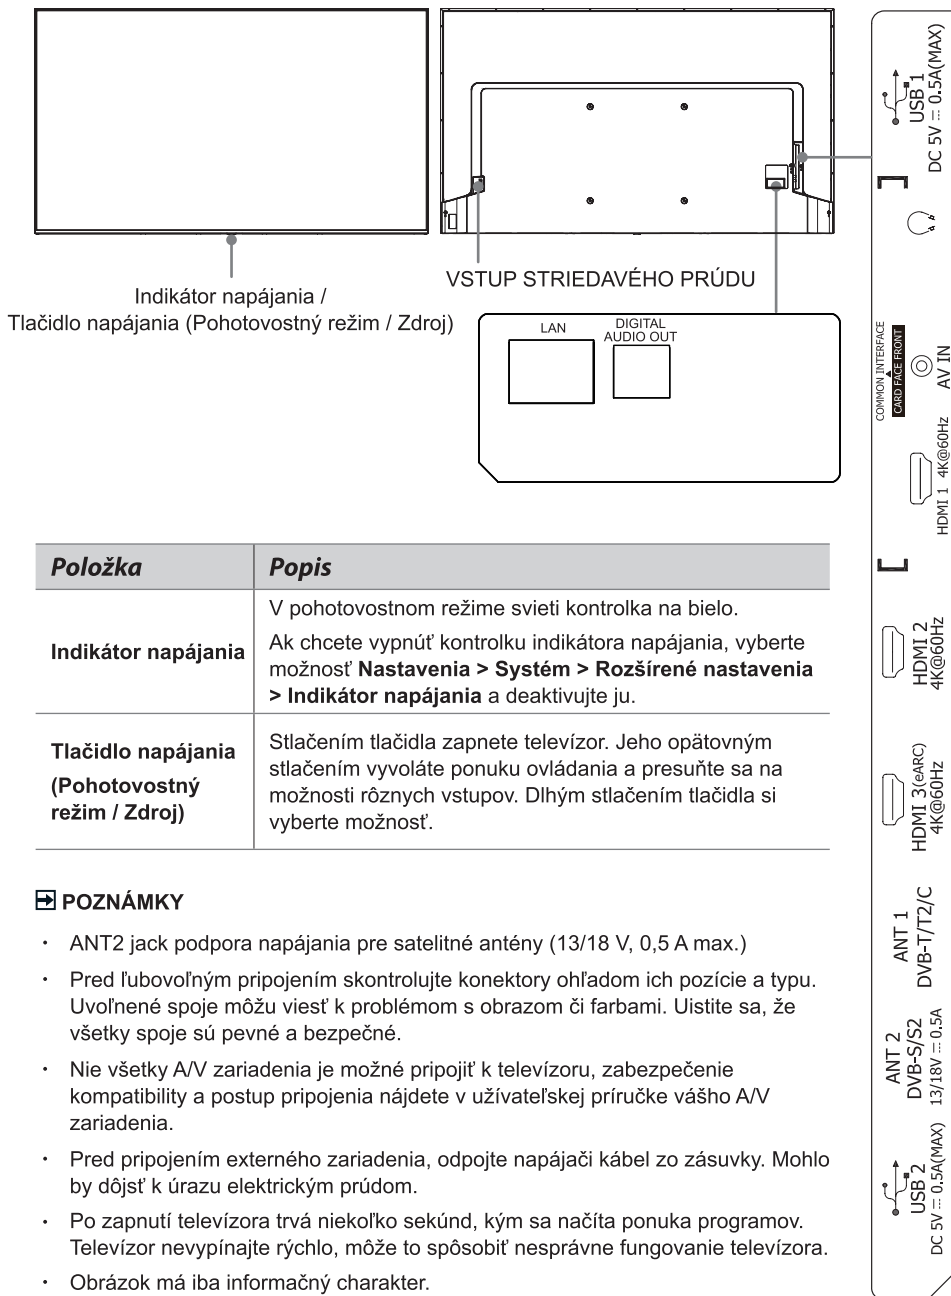 Indikátor napájania /
Tlačidlo napájania (Pohotovostný režim / Zdroj)
VSTUP STRIEDAVÉHO PRÚDU
LAN
DIGITAL
AUDIO OUT
Položka
Popis
Indikátor napájania
V pohotovostnom režime svieti kontrolka na bielo.
Ak chcete vypnúť kontrolku indikátora napájania, vyberte
možnosť Nastavenia > Systém > Rozšírené nastavenia
> Indikátor napájania a deaktivujte ju.
Tlačidlo napájania
(Pohotovostný
režim / Zdroj)
Stlačením tlačidla zapnete televízor. Jeho opätovným
stlačením vyvoláte ponuku ovládania a presuňte sa na
možnosti rôznych vstupov. Dlhým stlačením tlačidla si
vyberte možnosť.
POZNÁMKY
• ANT2 jack podpora napájania pre satelitné antény (13/18 V, 0,5 A max.)
• Pred ľubovoľným pripojením skontrolujte konektory ohľadom ich pozície a typu.
Uvoľnené spoje môžu viesť k problémom s obrazom či farbami. Uistite sa, že
všetky spoje sú pevné a bezpečné.
• Nie všetky A/V zariadenia je možné pripojiť k televízoru, zabezpečenie
kompatibility a postup pripojenia nájdete v užívateľskej príručke vášho A/V
zariadenia.
• Pred pripojením externého zariadenia, odpojte napájači kábel zo zásuvky. Mohlo
by dôjsť k úrazu elektrickým prúdom.
• Po zapnutí televízora trvá niekoľko sekúnd, kým sa načíta ponuka programov.
Televízor nevypínajte rýchlo, môže to spôsobiť nesprávne fungovanie televízora.
• Obrázok má iba informačný charakter.
USB 1
DC 5V ⎓ 0.5A(MAX)
COMMON INTERFACE
CARD FACE FRONT
AV IN
HDMI 1 4K@60Hz
HDMI 2
4K@60Hz
HDMI 3(eARC)
4K@60Hz
ANT 1
DVB-T/T2/C
ANT 2
DVB-S/S2
13/18V ⎓ 0.5A
USB 2
DC 5V ⎓ 0.5A(MAX)